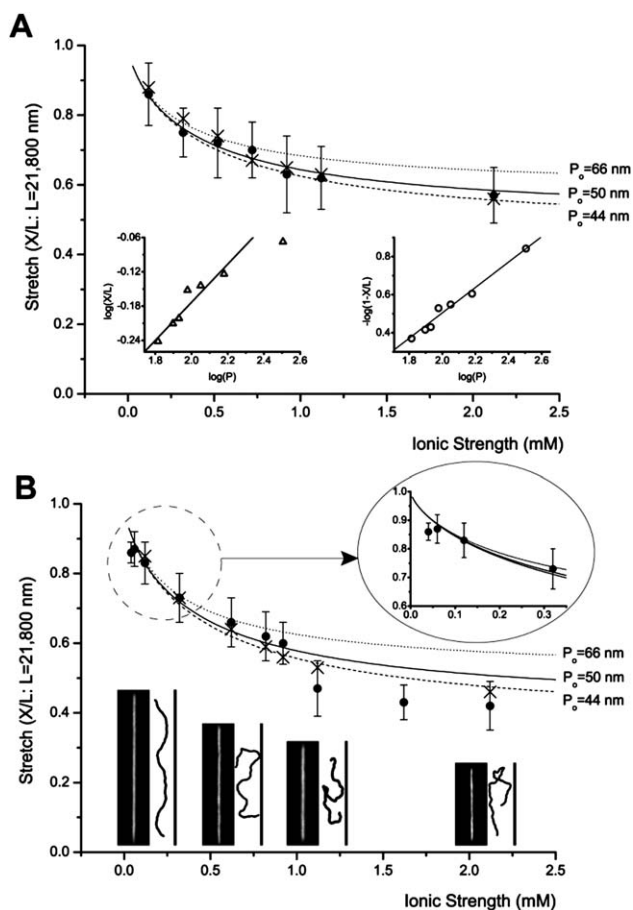 A
1.0
0.8
0.6
0.4
0.2
0.0
Stretch (X/L: L=21,800 nm)
Pₒ=66 nm
Pₒ=50 nm
Pₒ=44 nm
-0.06
-0.12
-0.18
-0.24
log(X/L)
1.8 2.0 2.2 2.4 2.6
log(P)
0.8
0.6
0.4
-log(1-X/L)
1.8 2.0 2.2 2.4 2.6
log(P)
0.0 0.5 1.0 1.5 2.0 2.5
Ionic Strength (mM)
B
1.0
0.8
0.6
0.4
0.2
0.0
Stretch (X/L: L=21,800 nm)
1.0
0.9
0.8
0.7
0.6
0.0 0.1 0.2 0.3
Pₒ=66 nm
Pₒ=50 nm
Pₒ=44 nm
0.0 0.5 1.0 1.5 2.0 2.5
Ionic Strength (mM)